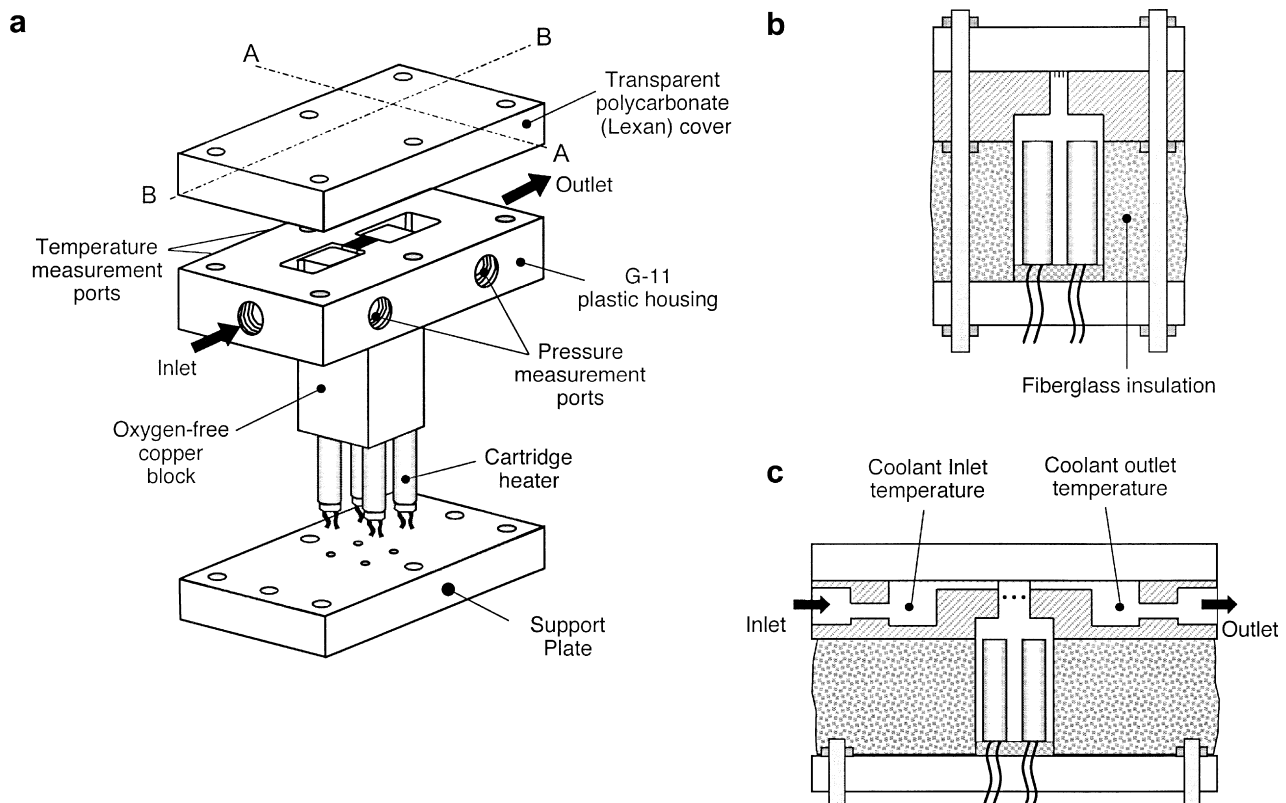 a
A
B
Transparent
polycarbonate
(Lexan) cover
A
B
Outlet
Temperature
measurement
ports
G-11
plastic housing
Inlet
Pressure
measurement
ports
Oxygen-free
copper
block
Cartridge
heater
Support
Plate
b
Fiberglass insulation
c
Coolant Inlet
temperature
Coolant outlet
temperature
Inlet
Outlet